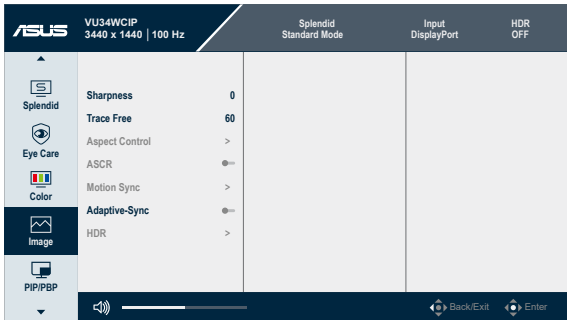 ASUS
VU34WCIP
3440 x 1440 | 100 Hz
Splendid
Standard Mode
Input
DisplayPort
HDR
OFF
Splendid
Eye Care
Color
Image
PIP/PBP
Sharpness 0
Trace Free 60
Aspect Control >
ASCR
Motion Sync >
Adaptive-Sync
HDR >
Back/Exit
Enter